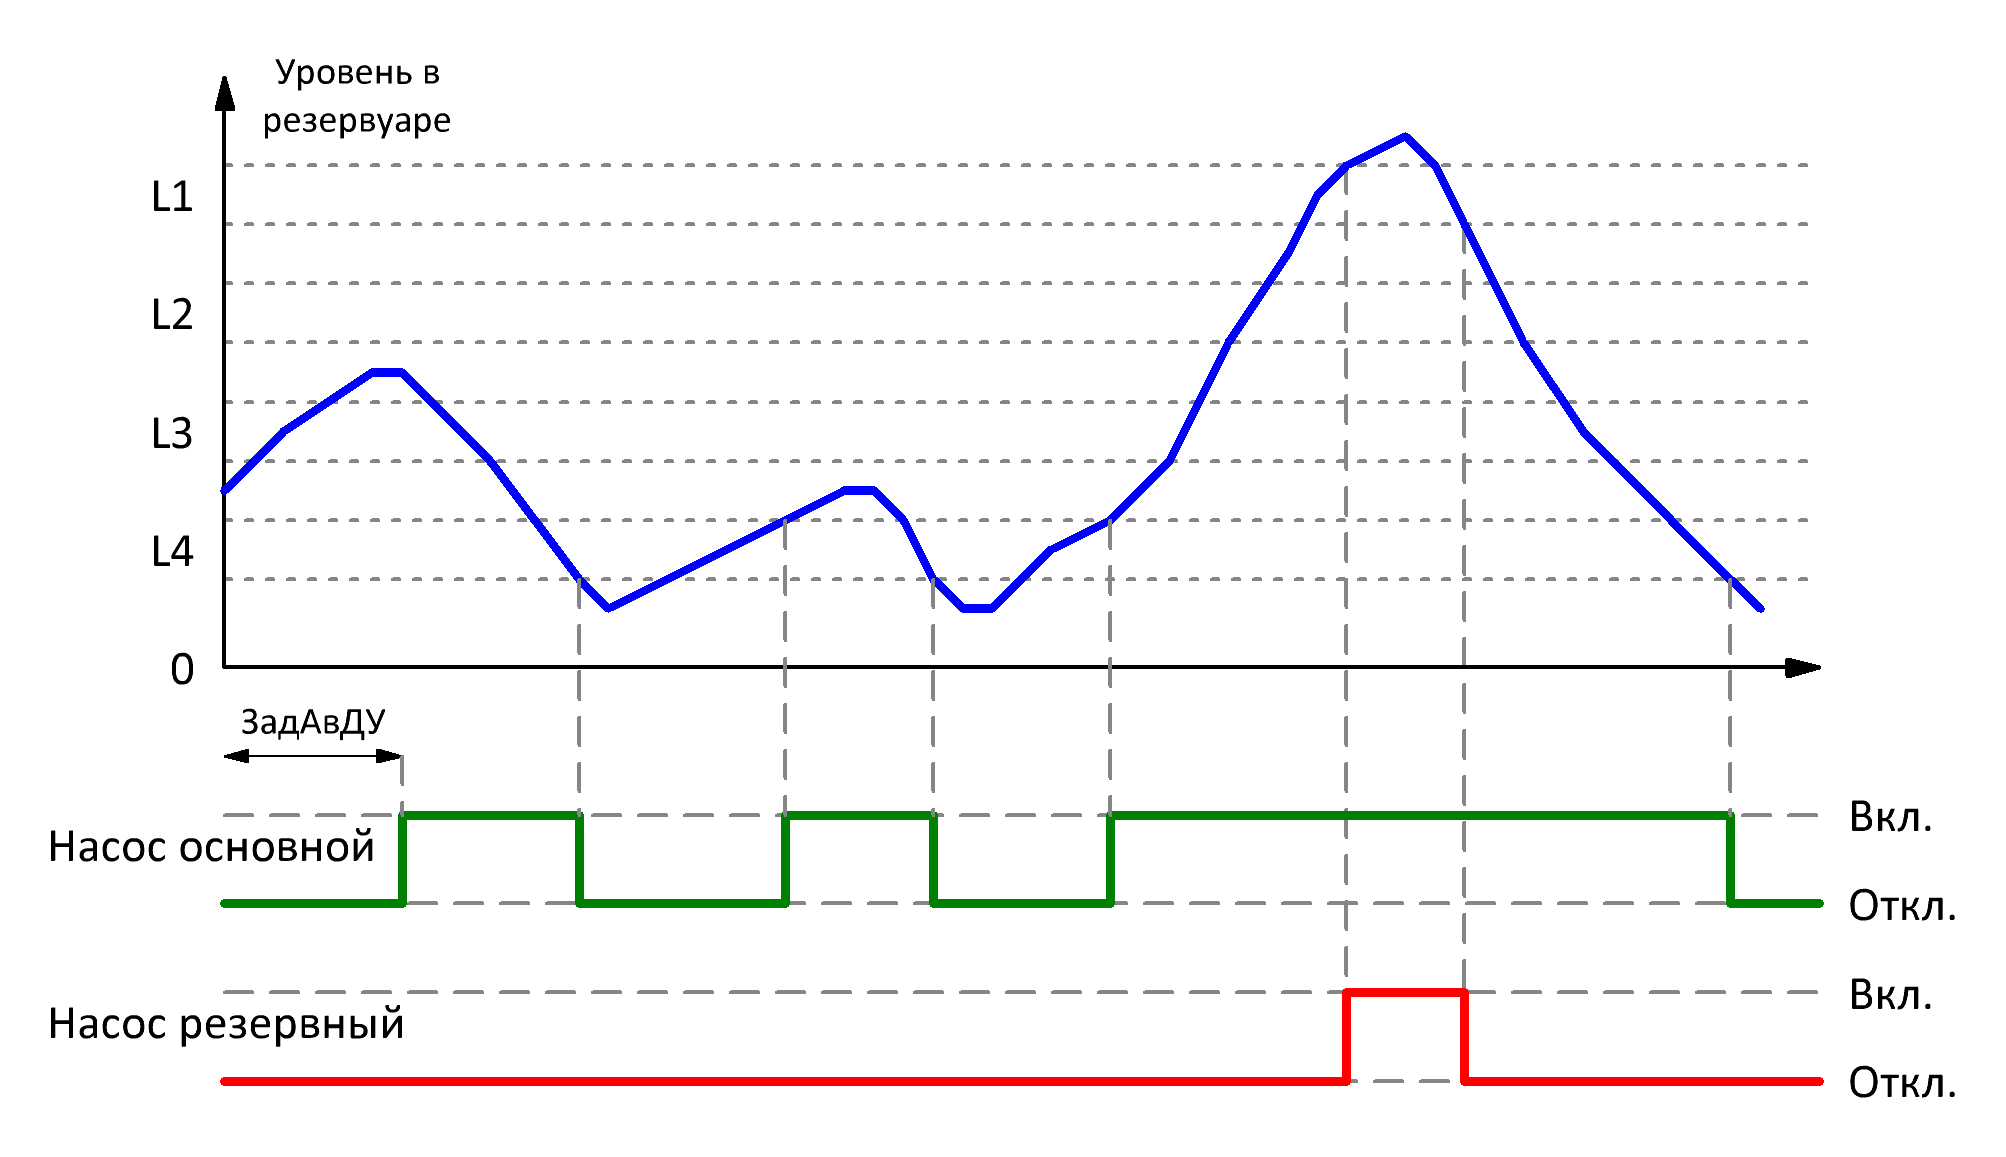 Уровень в
резервуаре
L1
L2
L3
L4
0
ЗадАвДУ
Насос основной
Вкл.
Откл.
Насос резервный
Вкл.
Откл.